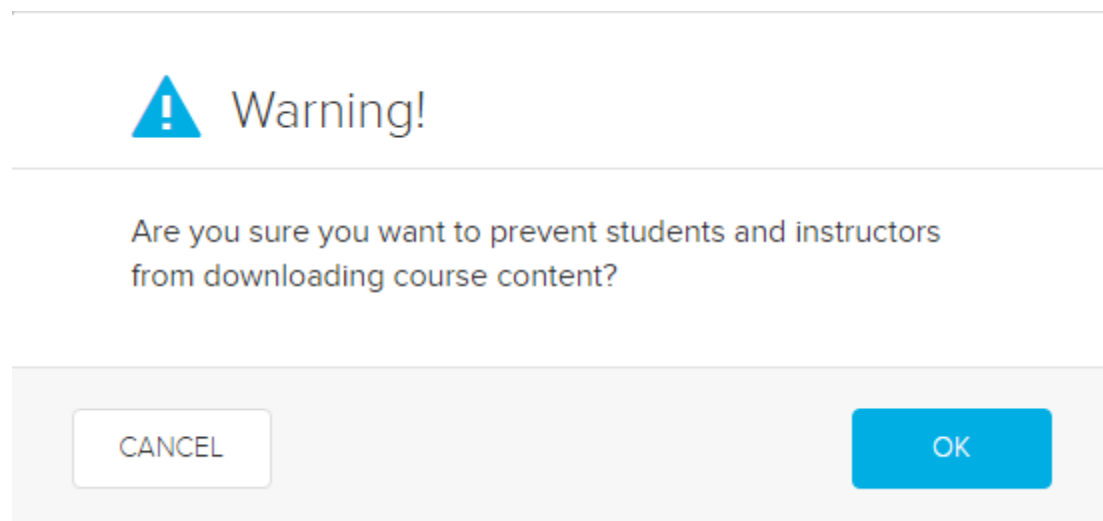 Warning!
Are you sure you want to prevent students and instructors
from downloading course content?
CANCEL
OK